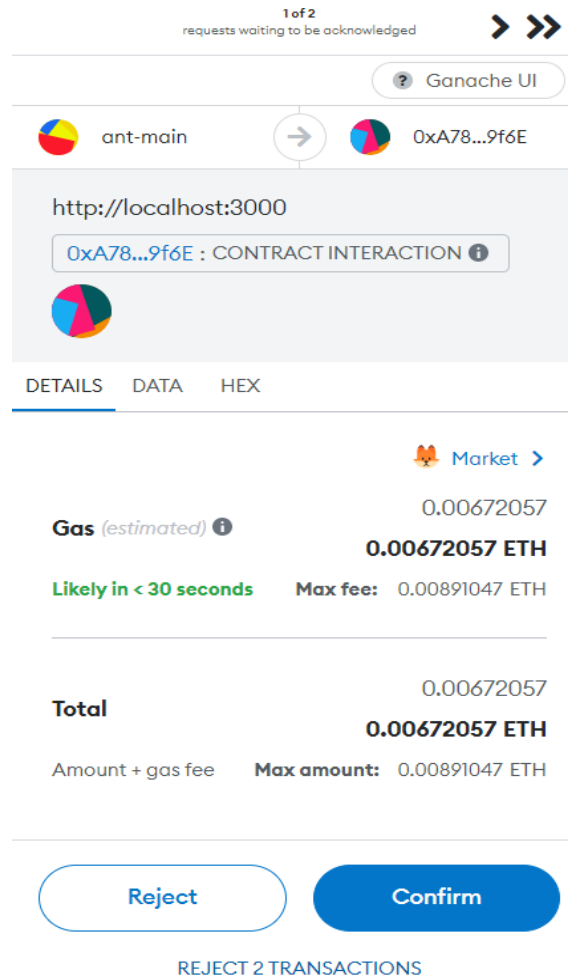 1 of 2
requests waiting to be acknowledged
? Ganache UI
ant-main
0xA78...9f6E
http://localhost:3000
0xA78...9f6E : CONTRACT INTERACTION
DETAILS DATA HEX
Market >
0.00672057
Gas (estimated)
0.00672057 ETH
Likely in < 30 seconds Max fee: 0.00891047 ETH
0.00672057
Total
0.00672057 ETH
Amount + gas fee Max amount: 0.00891047 ETH
Reject Confirm
REJECT 2 TRANSACTIONS